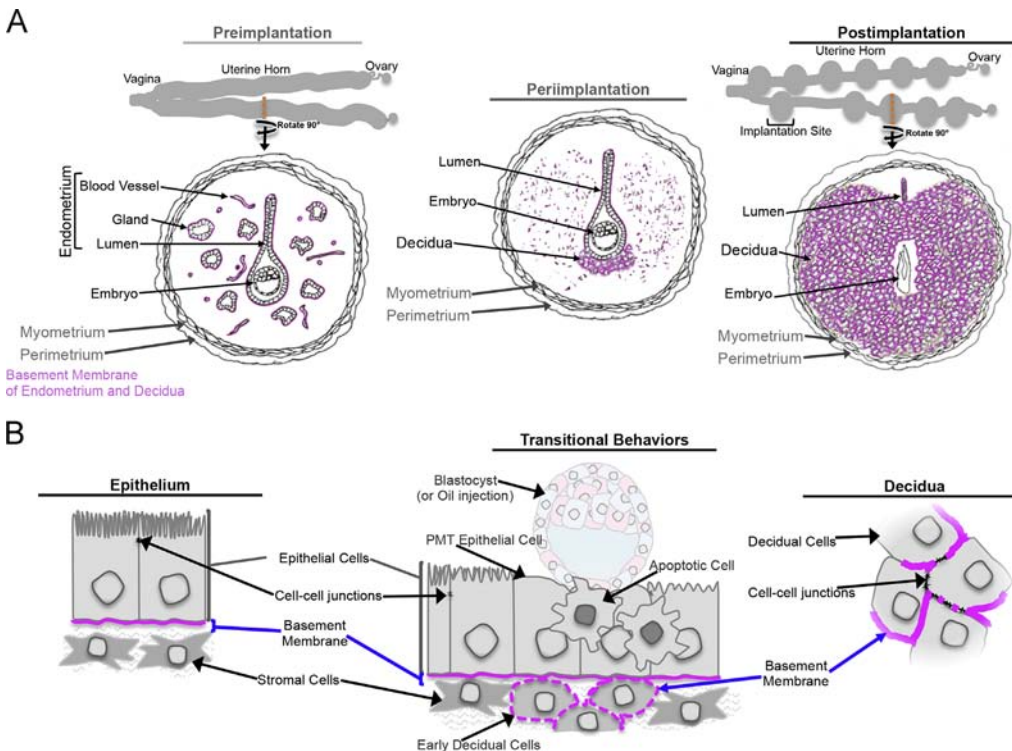 A
Preimplantation
Uterine Horn
Ovary
Vagina
Rotate 90°
Endometrium
Blood Vessel
Gland
Lumen
Embryo
Myometrium
Perimetrium
Basement Membrane
of Endometrium and Decidua
Periimplantation
Lumen
Embryo
Decidua
Myometrium
Perimetrium
Postimplantation
Uterine Horn
Ovary
Vagina
Implantation Site
Rotate 90°
Lumen
Decidua
Embryo
Myometrium
Perimetrium
B
Epithelium
Epithelial Cells
Cell-cell junctions
Basement
Membrane
Stromal Cells
Transitional Behaviors
Blastocyst
(or Oil injection)
PMT Epithelial Cell
Apoptotic Cell
Early Decidual Cells
Decidua
Decidual Cells
Cell-cell junctions
Basement
Membrane